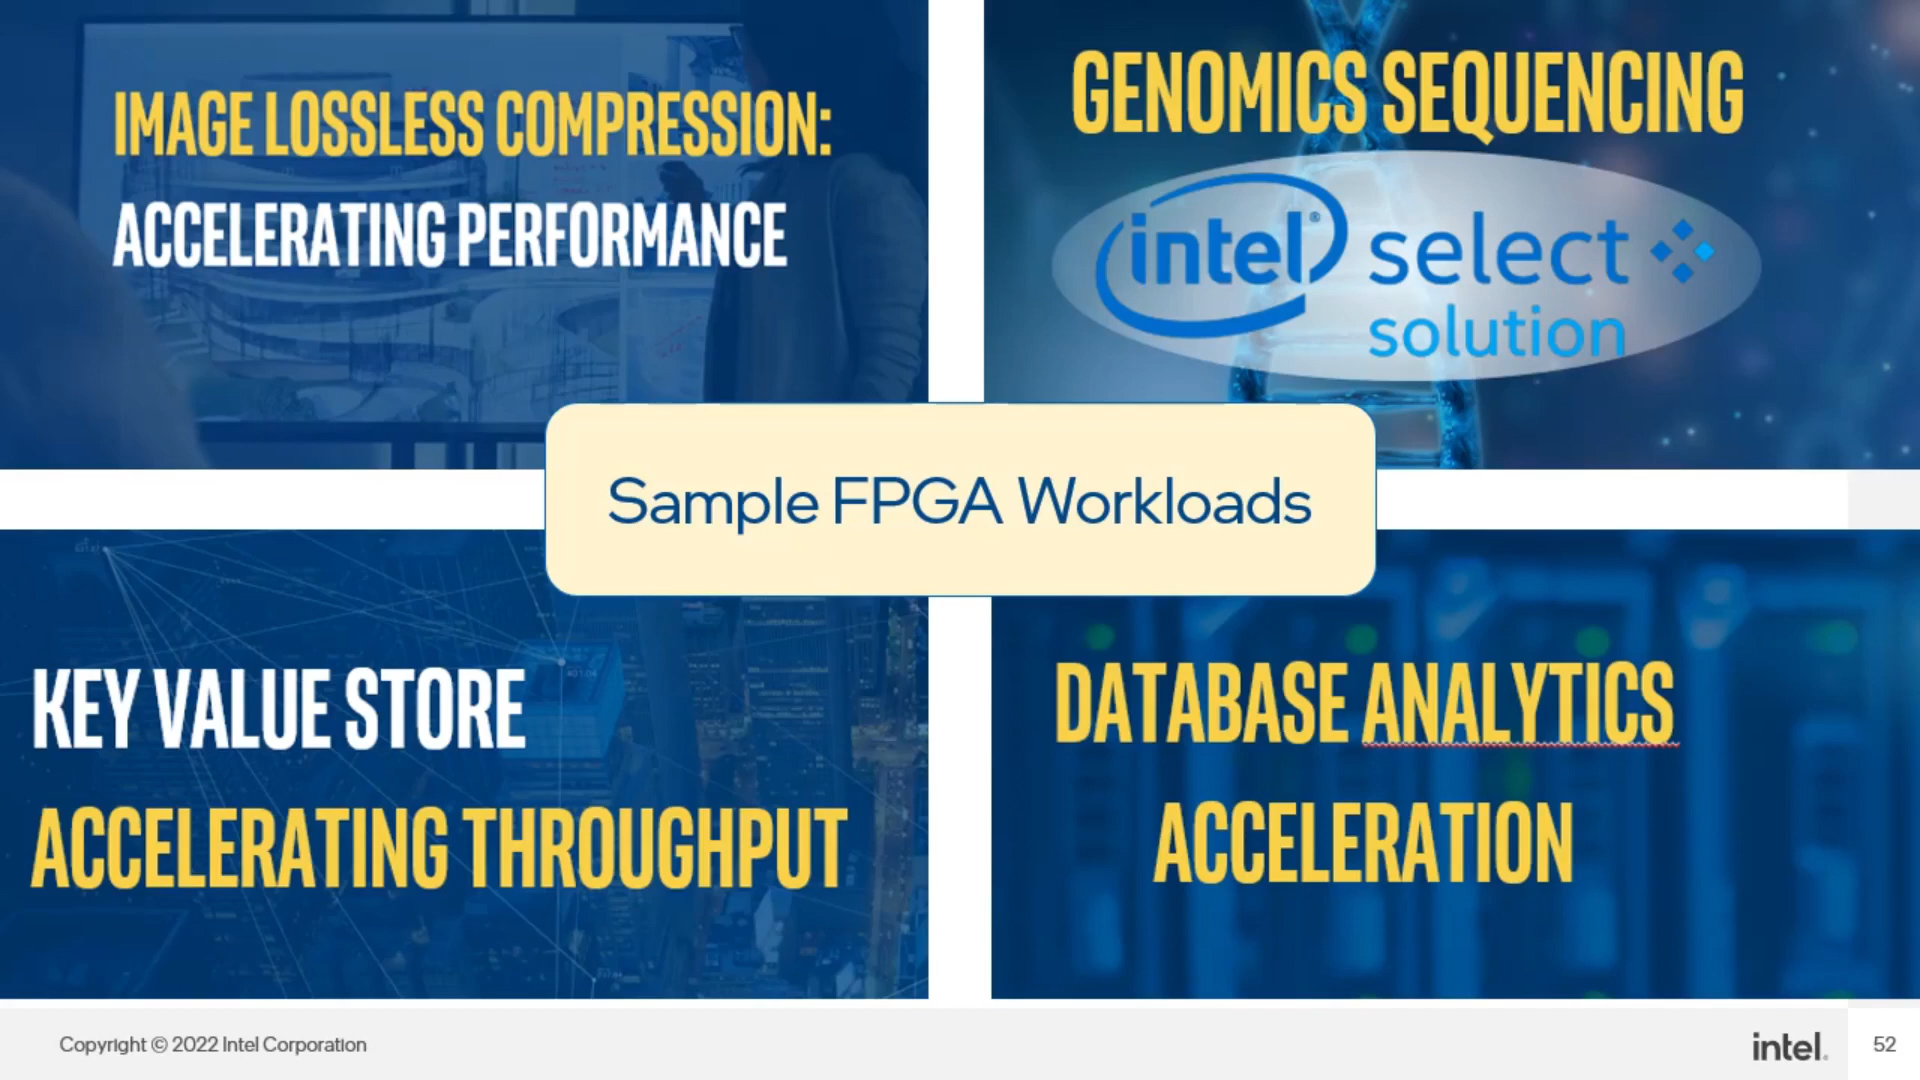 IMAGE LOSSLESS COMPRESSION:
ACCELERATING PERFORMANCE
GENOMICS SEQUENCING
intel® select
solution
Sample FPGA Workloads
KEY VALUE STORE
ACCELERATING THROUGHPUT
DATABASE ANALYTICS
ACCELERATION
Copyright © 2022 Intel Corporation
intel.
52